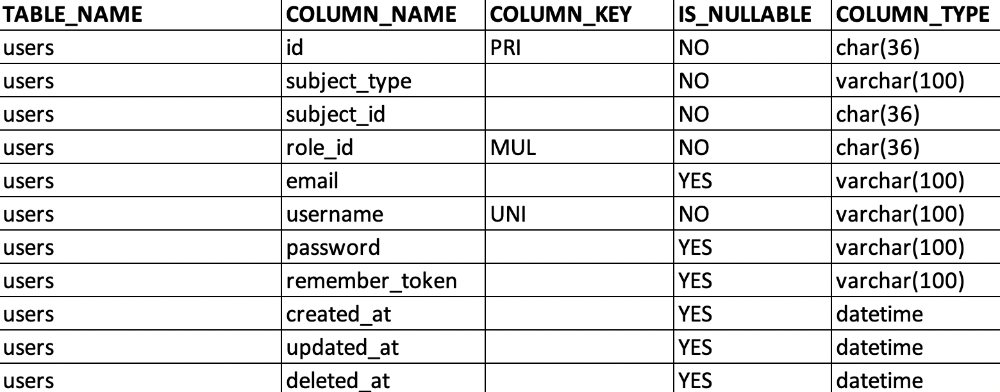 TABLE_NAME COLUMN_NAME COLUMN_KEY IS_NULLABLE COLUMN_TYPE
users id PRI NO char(36)
users subject_type NO varchar(100)
users subject_id NO char(36)
users role_id MUL NO char(36)
users email YES varchar(100)
users username UNI NO varchar(100)
users password YES varchar(100)
users remember_token YES varchar(100)
users created_at YES datetime
users updated_at YES datetime
users deleted_at YES datetime